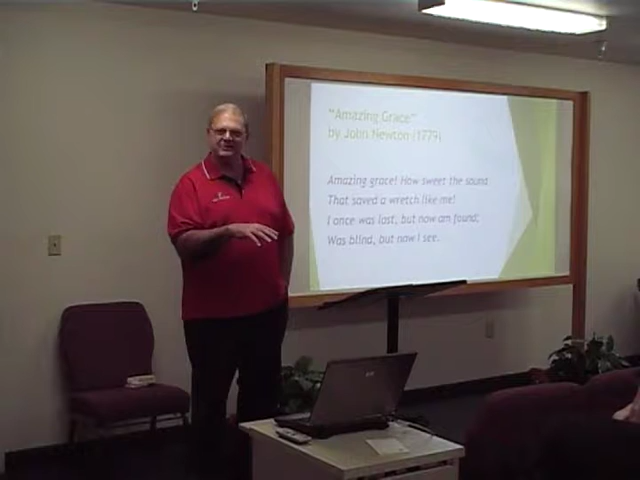 "Amazing Grace"
by John Newton (1779)
Amazing grace! How sweet the sound
That saved a wretch like me!
I once was lost, but now am found;
Was blind, but now I see.